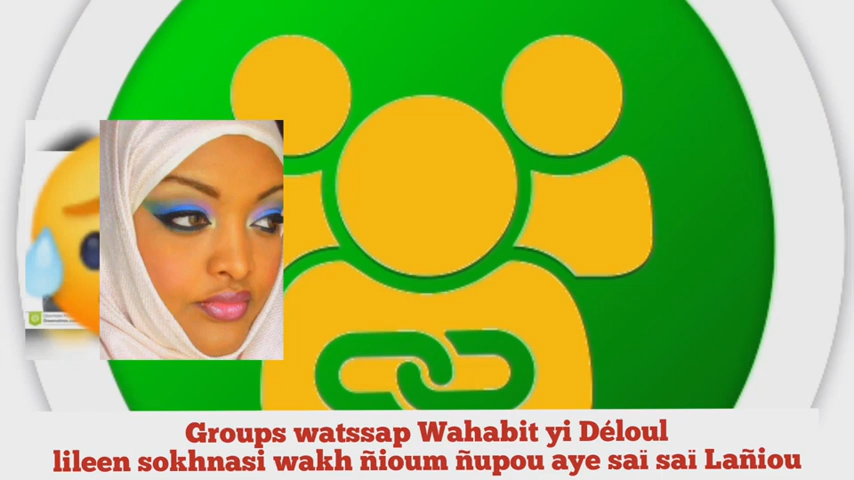 Groups watssap Wahabit yi Déloul
lileen sokhnasi wakh ñioum ñupou aye saï saï Lañiou